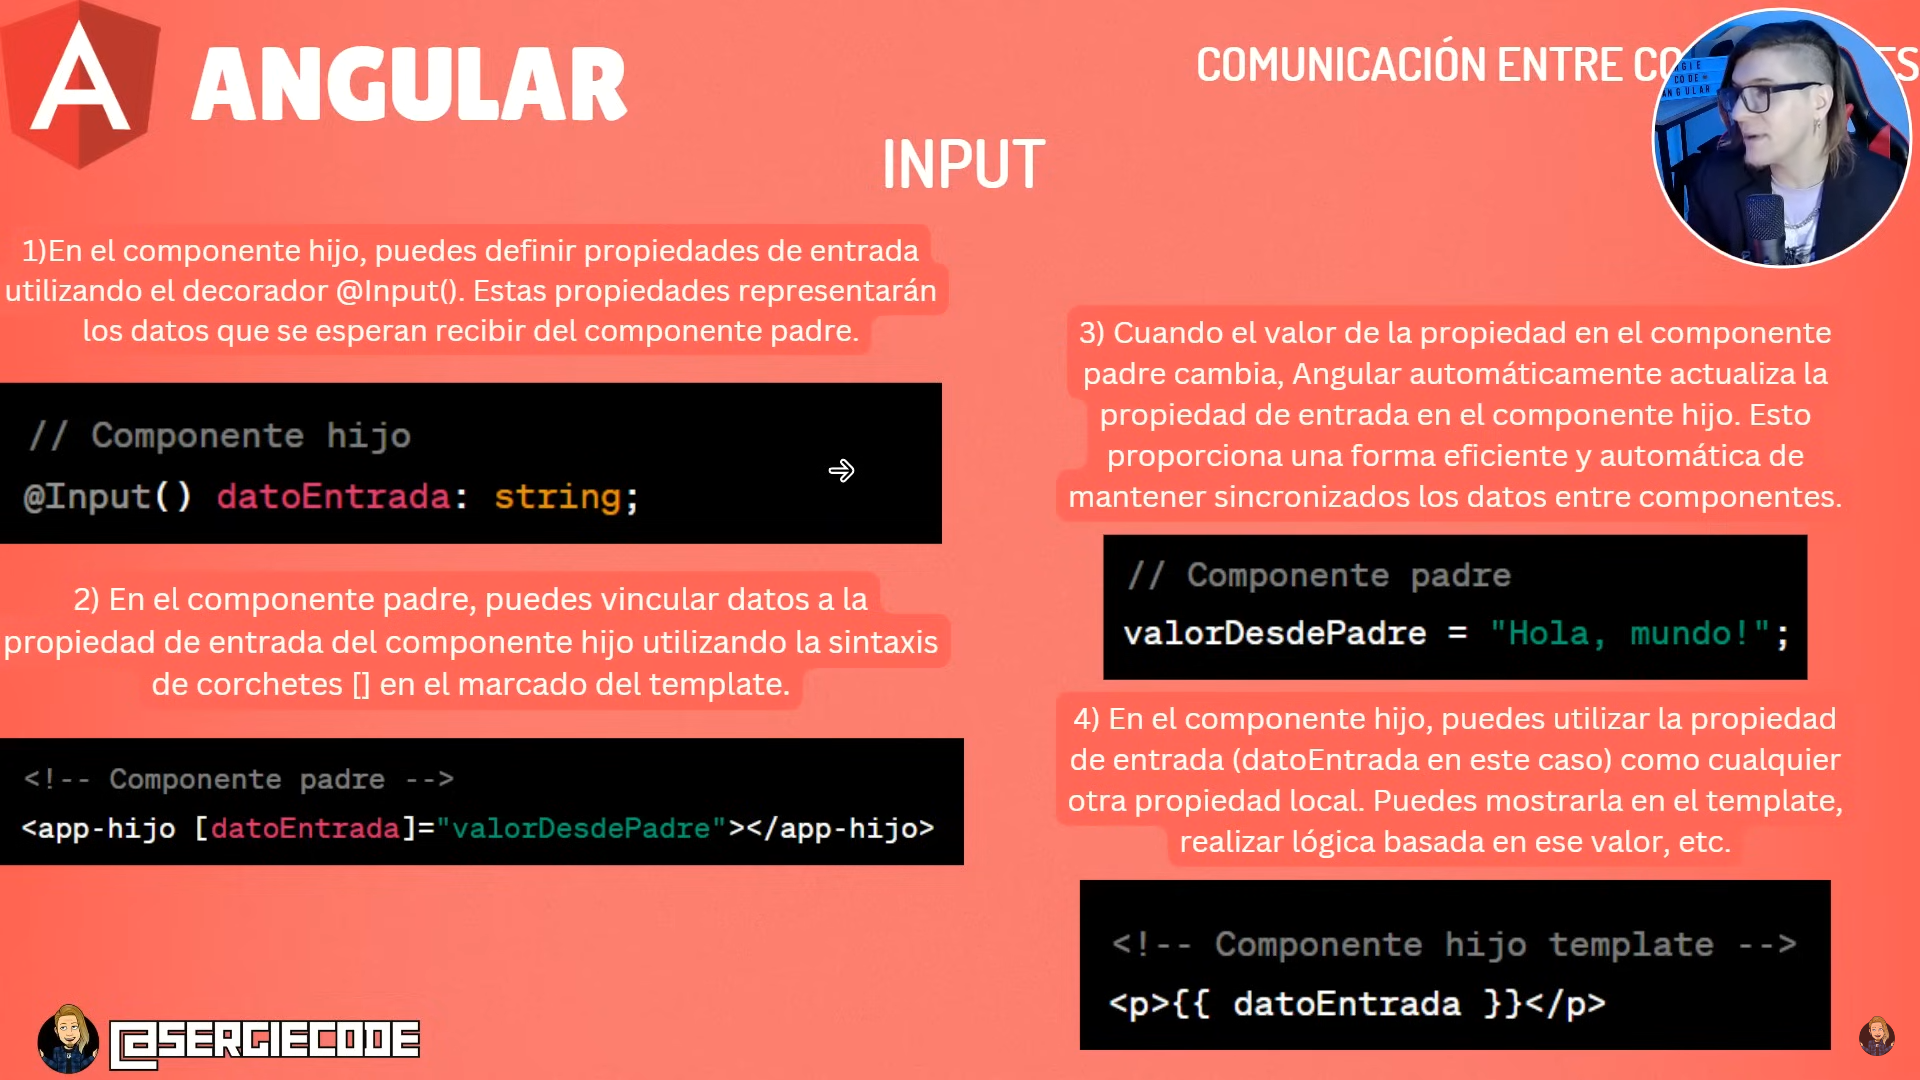 ANGULAR
COMUNICACIÓN ENTRE
INPUT
1)En el componente hijo, puedes definir propiedades de entrada
utilizando el decorador @Input(). Estas propiedades representarán
los datos que se esperan recibir del componente padre.
// Componente hijo
@Input() datoEntrada: string;
2) En el componente padre, puedes vincular datos a la
propiedad de entrada del componente hijo utilizando la sintaxis
de corchetes [] en el marcado del template.
<!-- Componente padre -->
<app-hijo [datoEntrada]="valorDesdePadre"></app-hijo>
3) Cuando el valor de la propiedad en el componente
padre cambia, Angular automáticamente actualiza la
propiedad de entrada en el componente hijo. Esto
proporciona una forma eficiente y automática de
mantener sincronizados los datos entre componentes.
// Componente padre
valorDesdePadre = "Hola, mundo!";
4) En el componente hijo, puedes utilizar la propiedad
de entrada (datoEntrada en este caso) como cualquier
otra propiedad local. Puedes mostrarla en el template,
realizar lógica basada en ese valor, etc.
<!-- Componente hijo template -->
<p>{{ datoEntrada }}</p>
@SERGIECODE